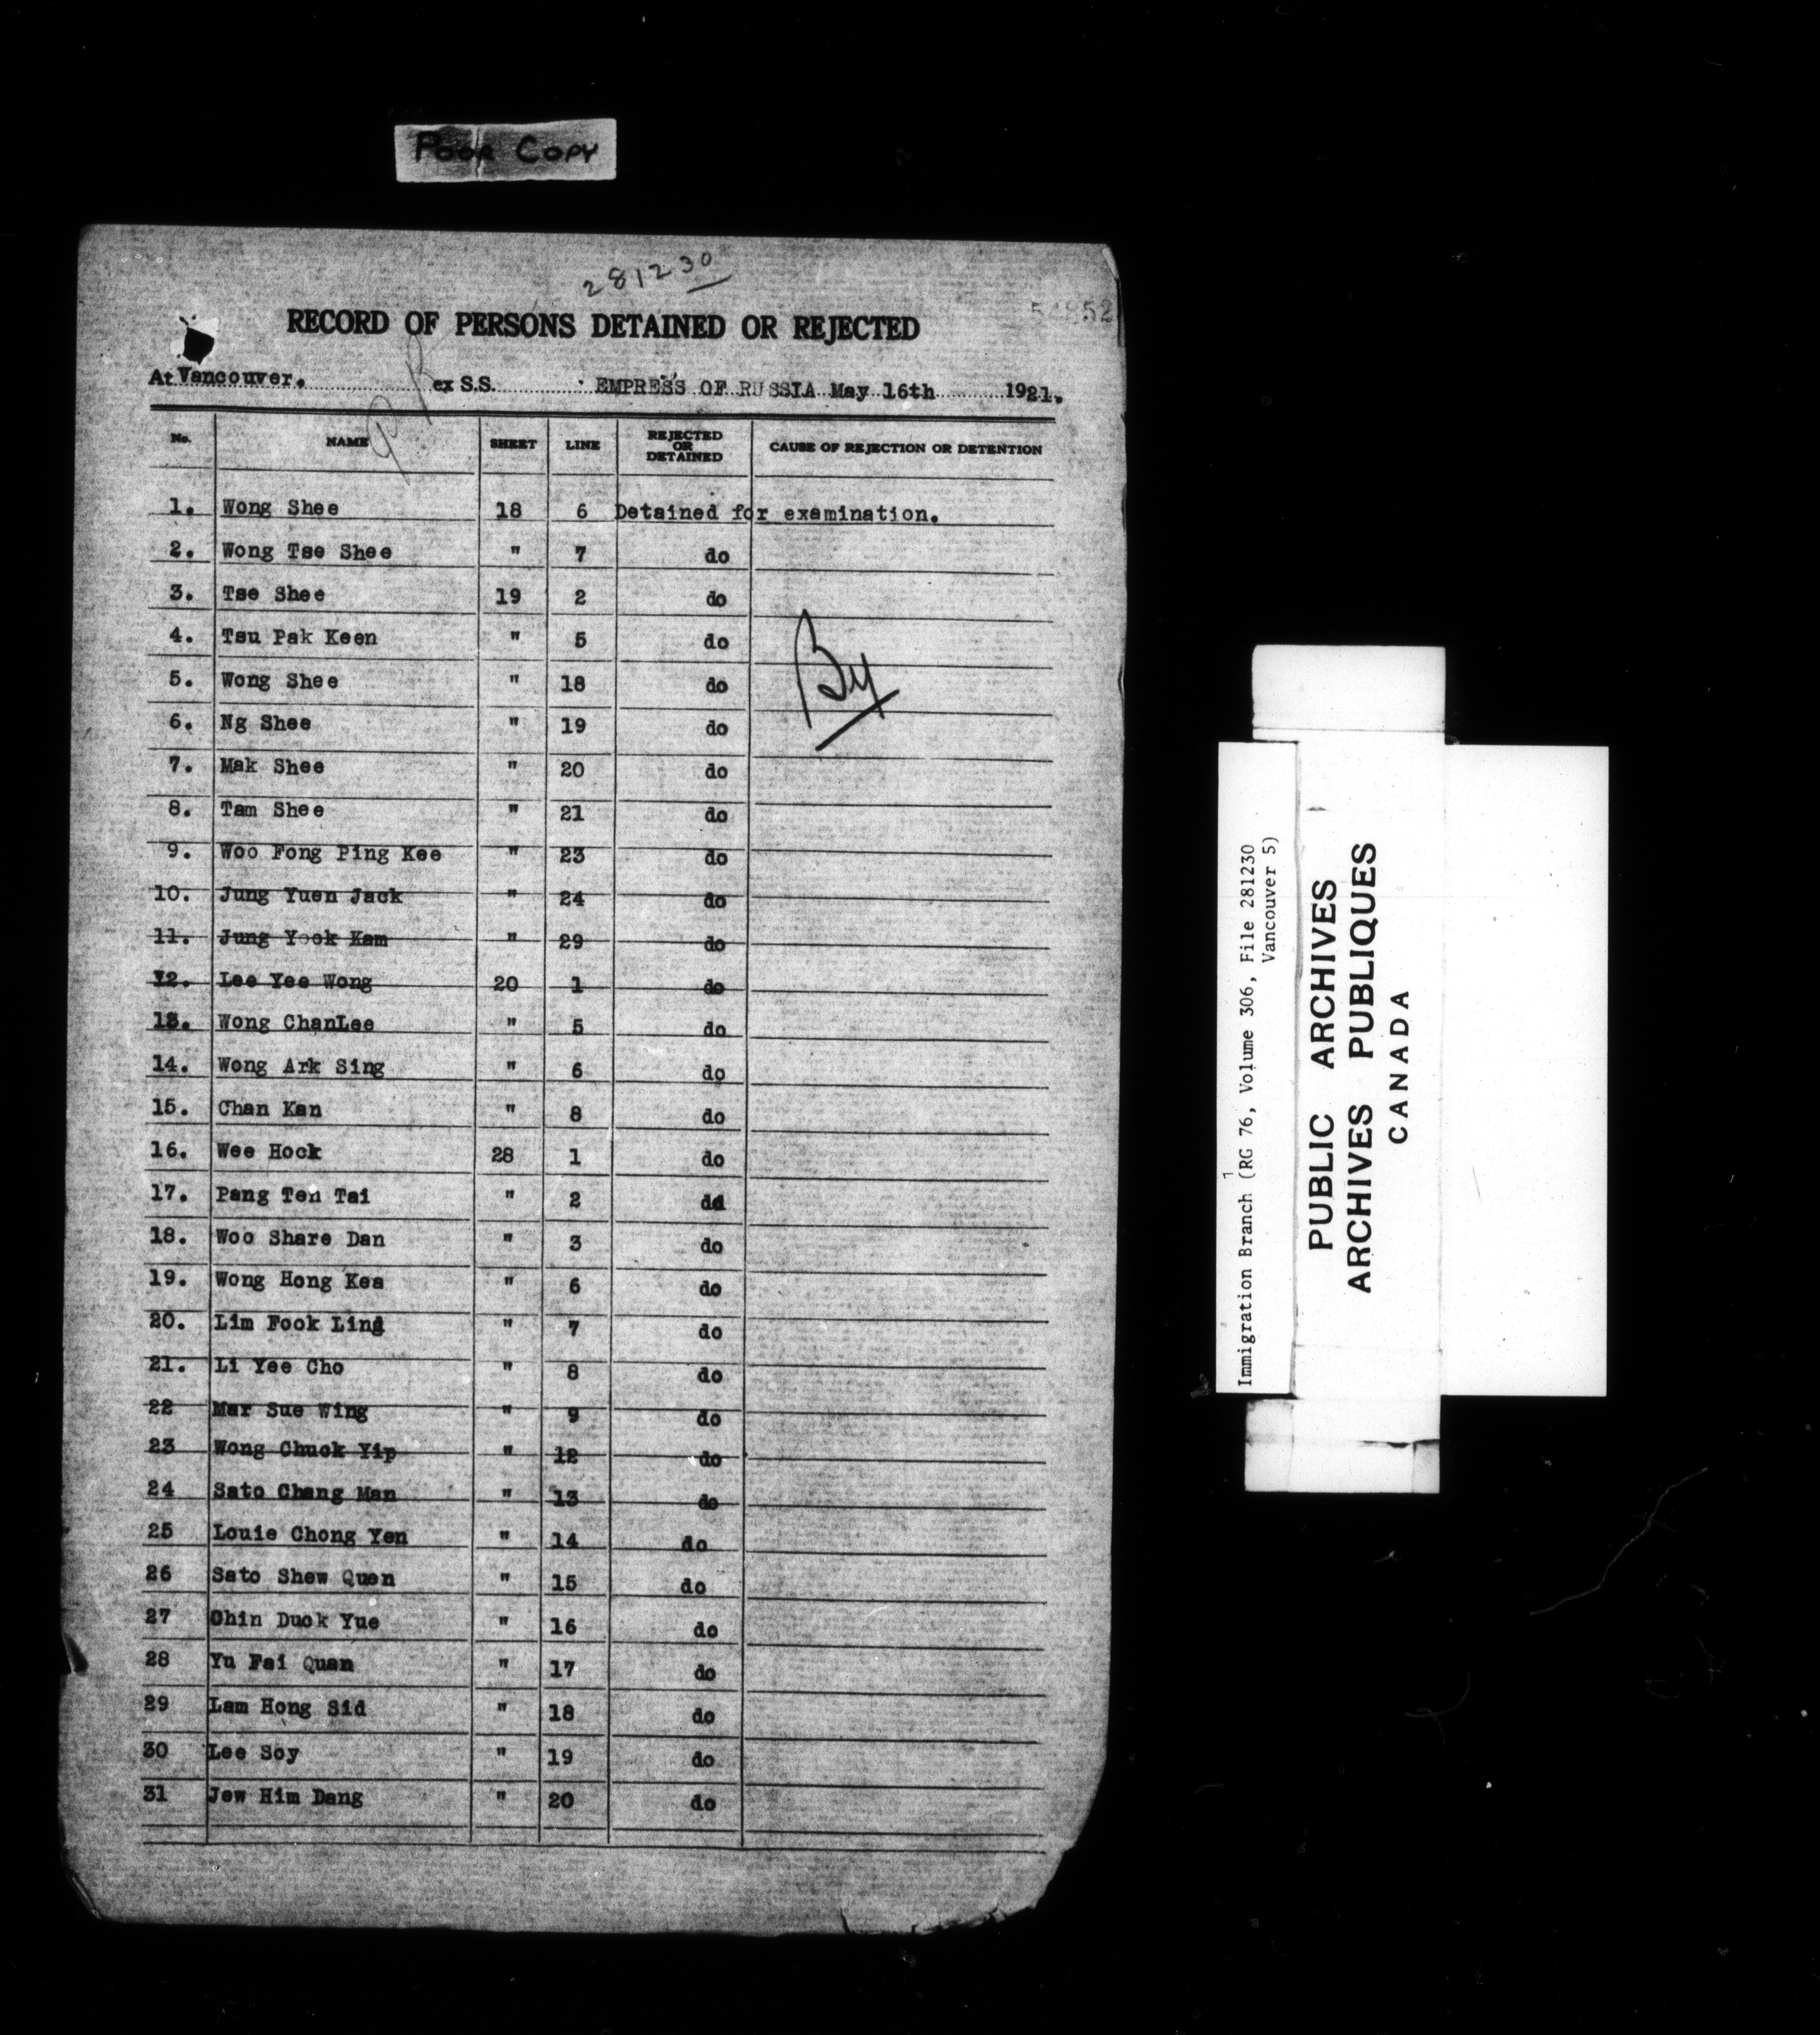 POOR COPY
281230
54852
RECORD OF PERSONS DETAINED OR REJECTED
At Vancouver. ex S.S. EMPRESS OF RUSSIA May 16th 1921.
No. NAME SHEET LINE REJECTED OR DETAINED CAUSE OF REJECTION OR DETENTION
1. Wong Shee 18 6 Detained for examination.
2. Wong Tse Shee " 7 do
3. Tse Shee 19 2 do
4. Tsu Pak Keen " 5 do
5. Wong Shee " 18 do
6. Ng Shee " 19 do
7. Mak Shee " 20 do
8. Tam Shee " 21 do
9. Woo Fong Ping Kee " 23 do
10. Jung Yuen Jack " 24 do
11. Jung Yook Kam " 29 do
12. Lee Yee Wong 20 1 do
13. Wong ChanLee " 5 do
14. Wong Ark Sing " 6 do
15. Chan Kan " 8 do
16. Wee Hock 28 1 do
17. Pang Ten Tai " 2 dd
18. Woo Share Dan " 3 do
19. Wong Hong Kea " 6 do
20. Lim Fook Ling " 7 do
21. Li Yee Cho " 8 do
22 Mar Sue Wing " 9 do
23 Wong Chuck Yip " 12 do
24 Sato Chang Man " 13 do
25 Louie Chong Yen " 14 do
26 Sato Shew Quen " 15 do
27 Chin Duck Yue " 16 do
28 Yu Fai Quan " 17 do
29 Lam Hong Sid " 18 do
30 Lee Soy " 19 do
31 Jew Him Dang " 20 do
Immigration Branch (RG 76, Volume 306, File 281230
Vancouver 5)
PUBLIC ARCHIVES
ARCHIVES PUBLIQUES
CANADA